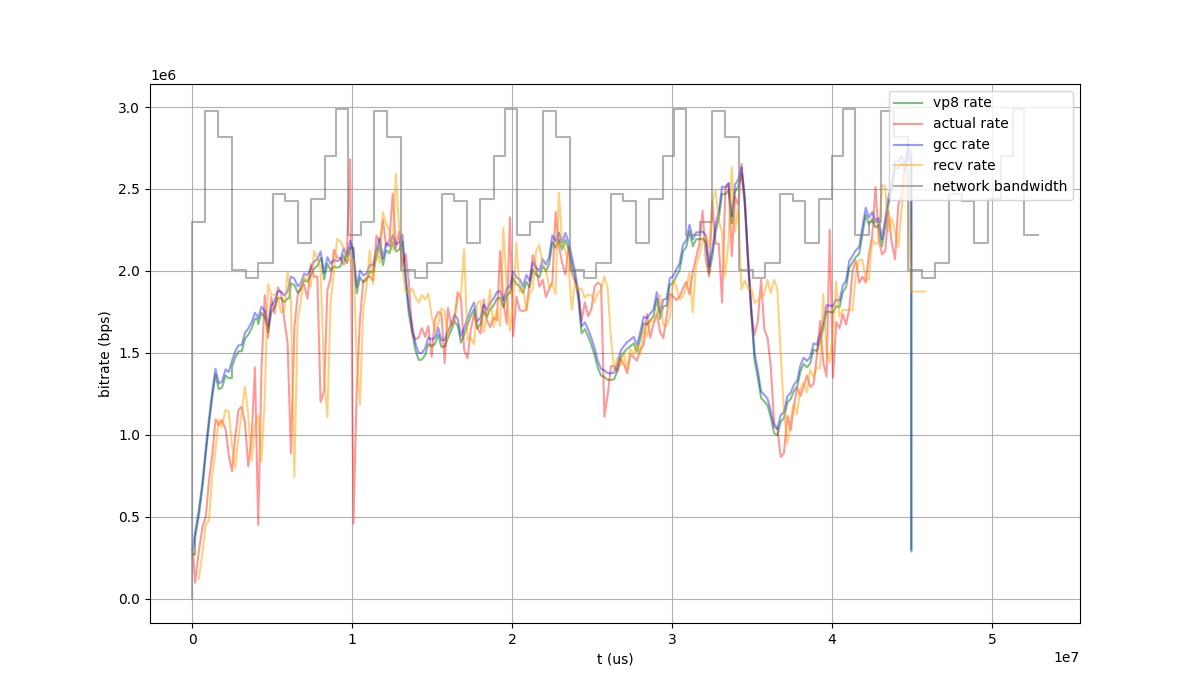 1e6
3.0
2.5
2.0
1.5
1.0
0.5
0.0
bitrate (bps)
vp8 rate
actual rate
gcc rate
recv rate
network bandwidth
0
1
2
3
4
5
t (us)
1e7